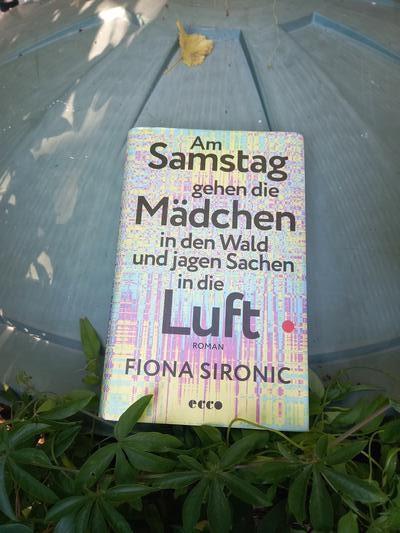 Am
Samstag
gehen die
Mädchen
in den Wald
und jagen Sachen
in die
Luft
ROMAN
FIONA SIRONIC
ecco